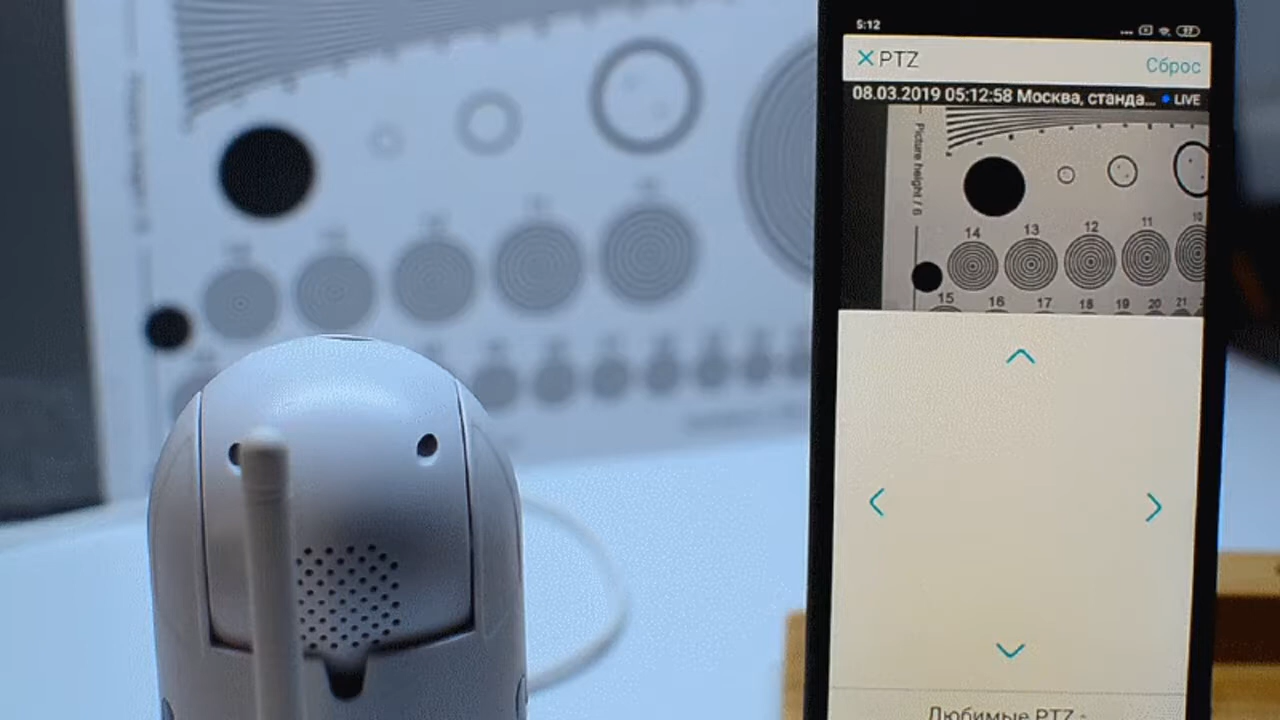 5:12
27
PTZ
Сброс
08.03.2019 05:12:58 Москва, станда... LIVE
Picture height / 6
14 13 12 11 10
15 16 17 18 19 20 21
Любимые PTZ